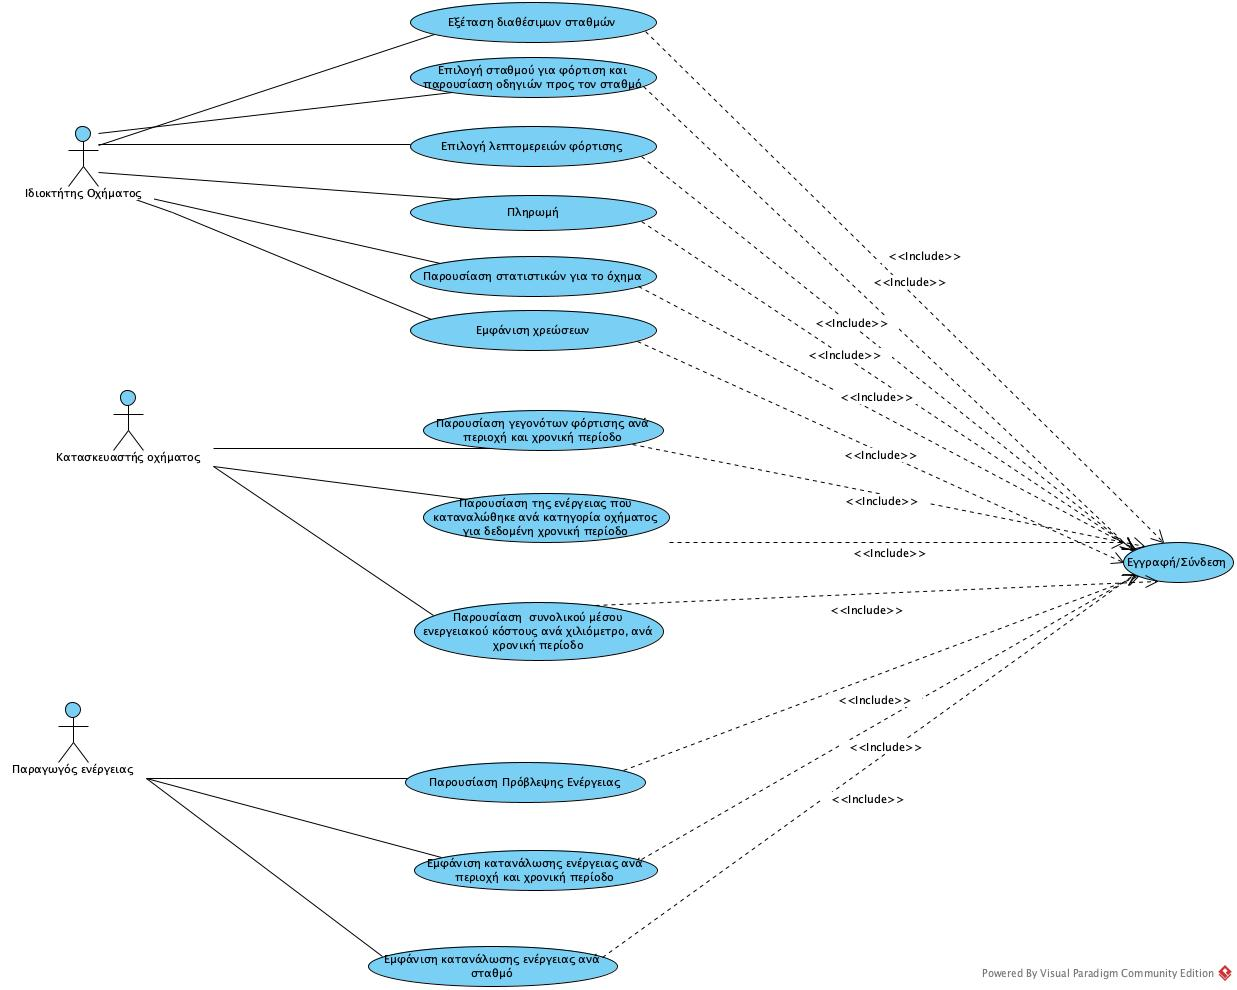 Εξέταση διαθέσιμων σταθμών
Επιλογή σταθμού για φόρτιση και
παρουσίαση οδηγιών προς τον σταθμό
Επιλογή λεπτομερειών φόρτισης
Ιδιοκτήτης Οχήματος
Πληρωμή
<<Include>>
Παρουσίαση στατιστικών για το όχημα
<<Include>>
<<Include>>
Εμφάνιση χρεώσεων
<<Include>>
<<Include>>
Παρουσίαση γεγονότων φόρτισης ανά
περιοχή και χρονική περίοδο
Κατασκευαστής οχήματος
<<Include>>
<<Include>>
Παρουσίαση της ενέργειας που
καταναλώθηκε ανά κατηγορία οχήματος
για δεδομένη χρονική περίοδο
<<Include>>
Εγγραφή/Σύνδεση
<<Include>>
Παρουσίαση  συνολικού μέσου
ενεργειακού κόστους ανά χιλιόμετρο, ανά
χρονική περίοδο
<<Include>>
<<Include>>
Παραγωγός ενέργειας
Παρουσίαση Πρόβλεψης Ενέργειας
<<Include>>
Εμφάνιση κατανάλωσης ενέργειας ανά
περιοχή και χρονική περίοδο
Εμφάνιση κατανάλωσης ενέργειας ανά
σταθμό
Powered By Visual Paradigm Community Edition